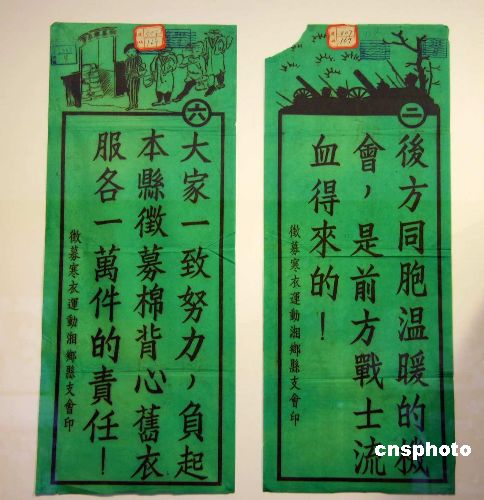 二
後方同胞溫暖的機
會，是前方戰士流
血得來的！
徵募寒衣運動湘鄉縣支會印
六
大家一致努力，負起
本縣徵募棉背心舊衣
服各一萬件的責任！
徵募寒衣運動湘鄉縣支會印
cnsphoto